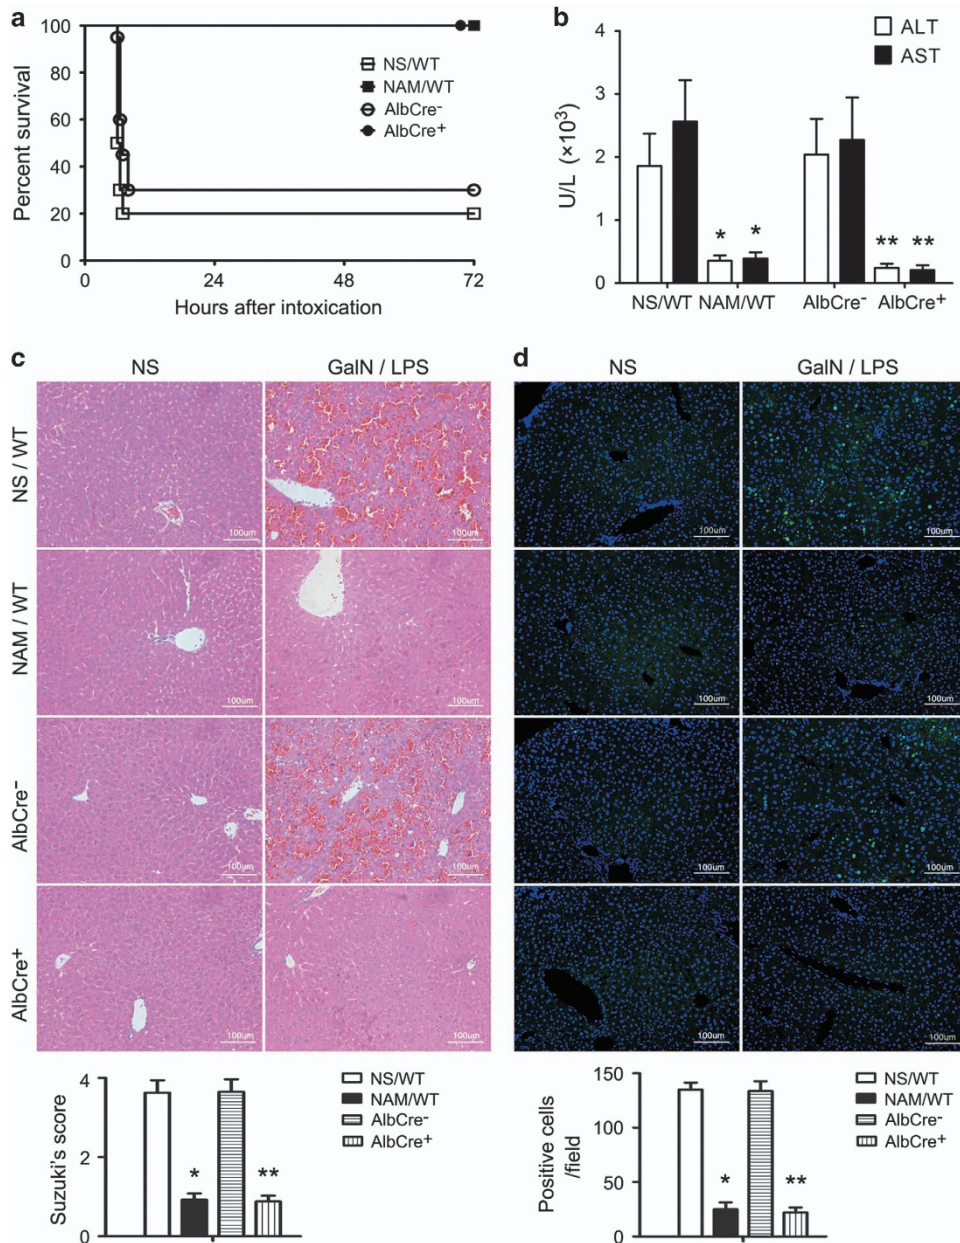 a
100
80
60
40
20
0
Percent survival
0 24 48 72
Hours after intoxication
NS/WT
NAM/WT
AlbCre⁻
AlbCre⁺
b
4
3
2
1
0
U/L (×10³)
ALT
AST
* * ** **
NS/WT NAM/WT AlbCre⁻ AlbCre⁺
c
NS GalN / LPS
NS / WT
NAM / WT
AlbCre⁻
AlbCre⁺
100um 100um
100um 100um
100um 100um
100um 100um
4
2
0
Suzuki's score
* **
NS/WT
NAM/WT
AlbCre⁻
AlbCre⁺
d
NS GalN / LPS
100um 100um
100um 100um
100um 100um
100um 100um
150
100
50
0
Positive cells
/field
* **
NS/WT
NAM/WT
AlbCre⁻
AlbCre⁺